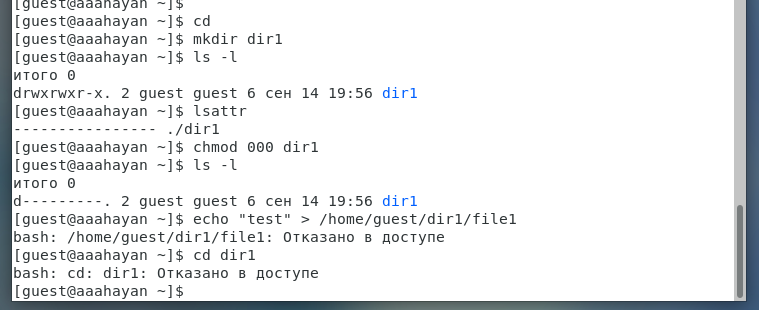 [guest@aaahayan ~]$
[guest@aaahayan ~]$ cd
[guest@aaahayan ~]$ mkdir dir1
[guest@aaahayan ~]$ ls -l
итого 0
drwxrwxr-x. 2 guest guest 6 сен 14 19:56 dir1
[guest@aaahayan ~]$ lsattr
---------------- ./dir1
[guest@aaahayan ~]$ chmod 000 dir1
[guest@aaahayan ~]$ ls -l
итого 0
d---------. 2 guest guest 6 сен 14 19:56 dir1
[guest@aaahayan ~]$ echo "test" > /home/guest/dir1/file1
bash: /home/guest/dir1/file1: Отказано в доступе
[guest@aaahayan ~]$ cd dir1
bash: cd: dir1: Отказано в доступе
[guest@aaahayan ~]$